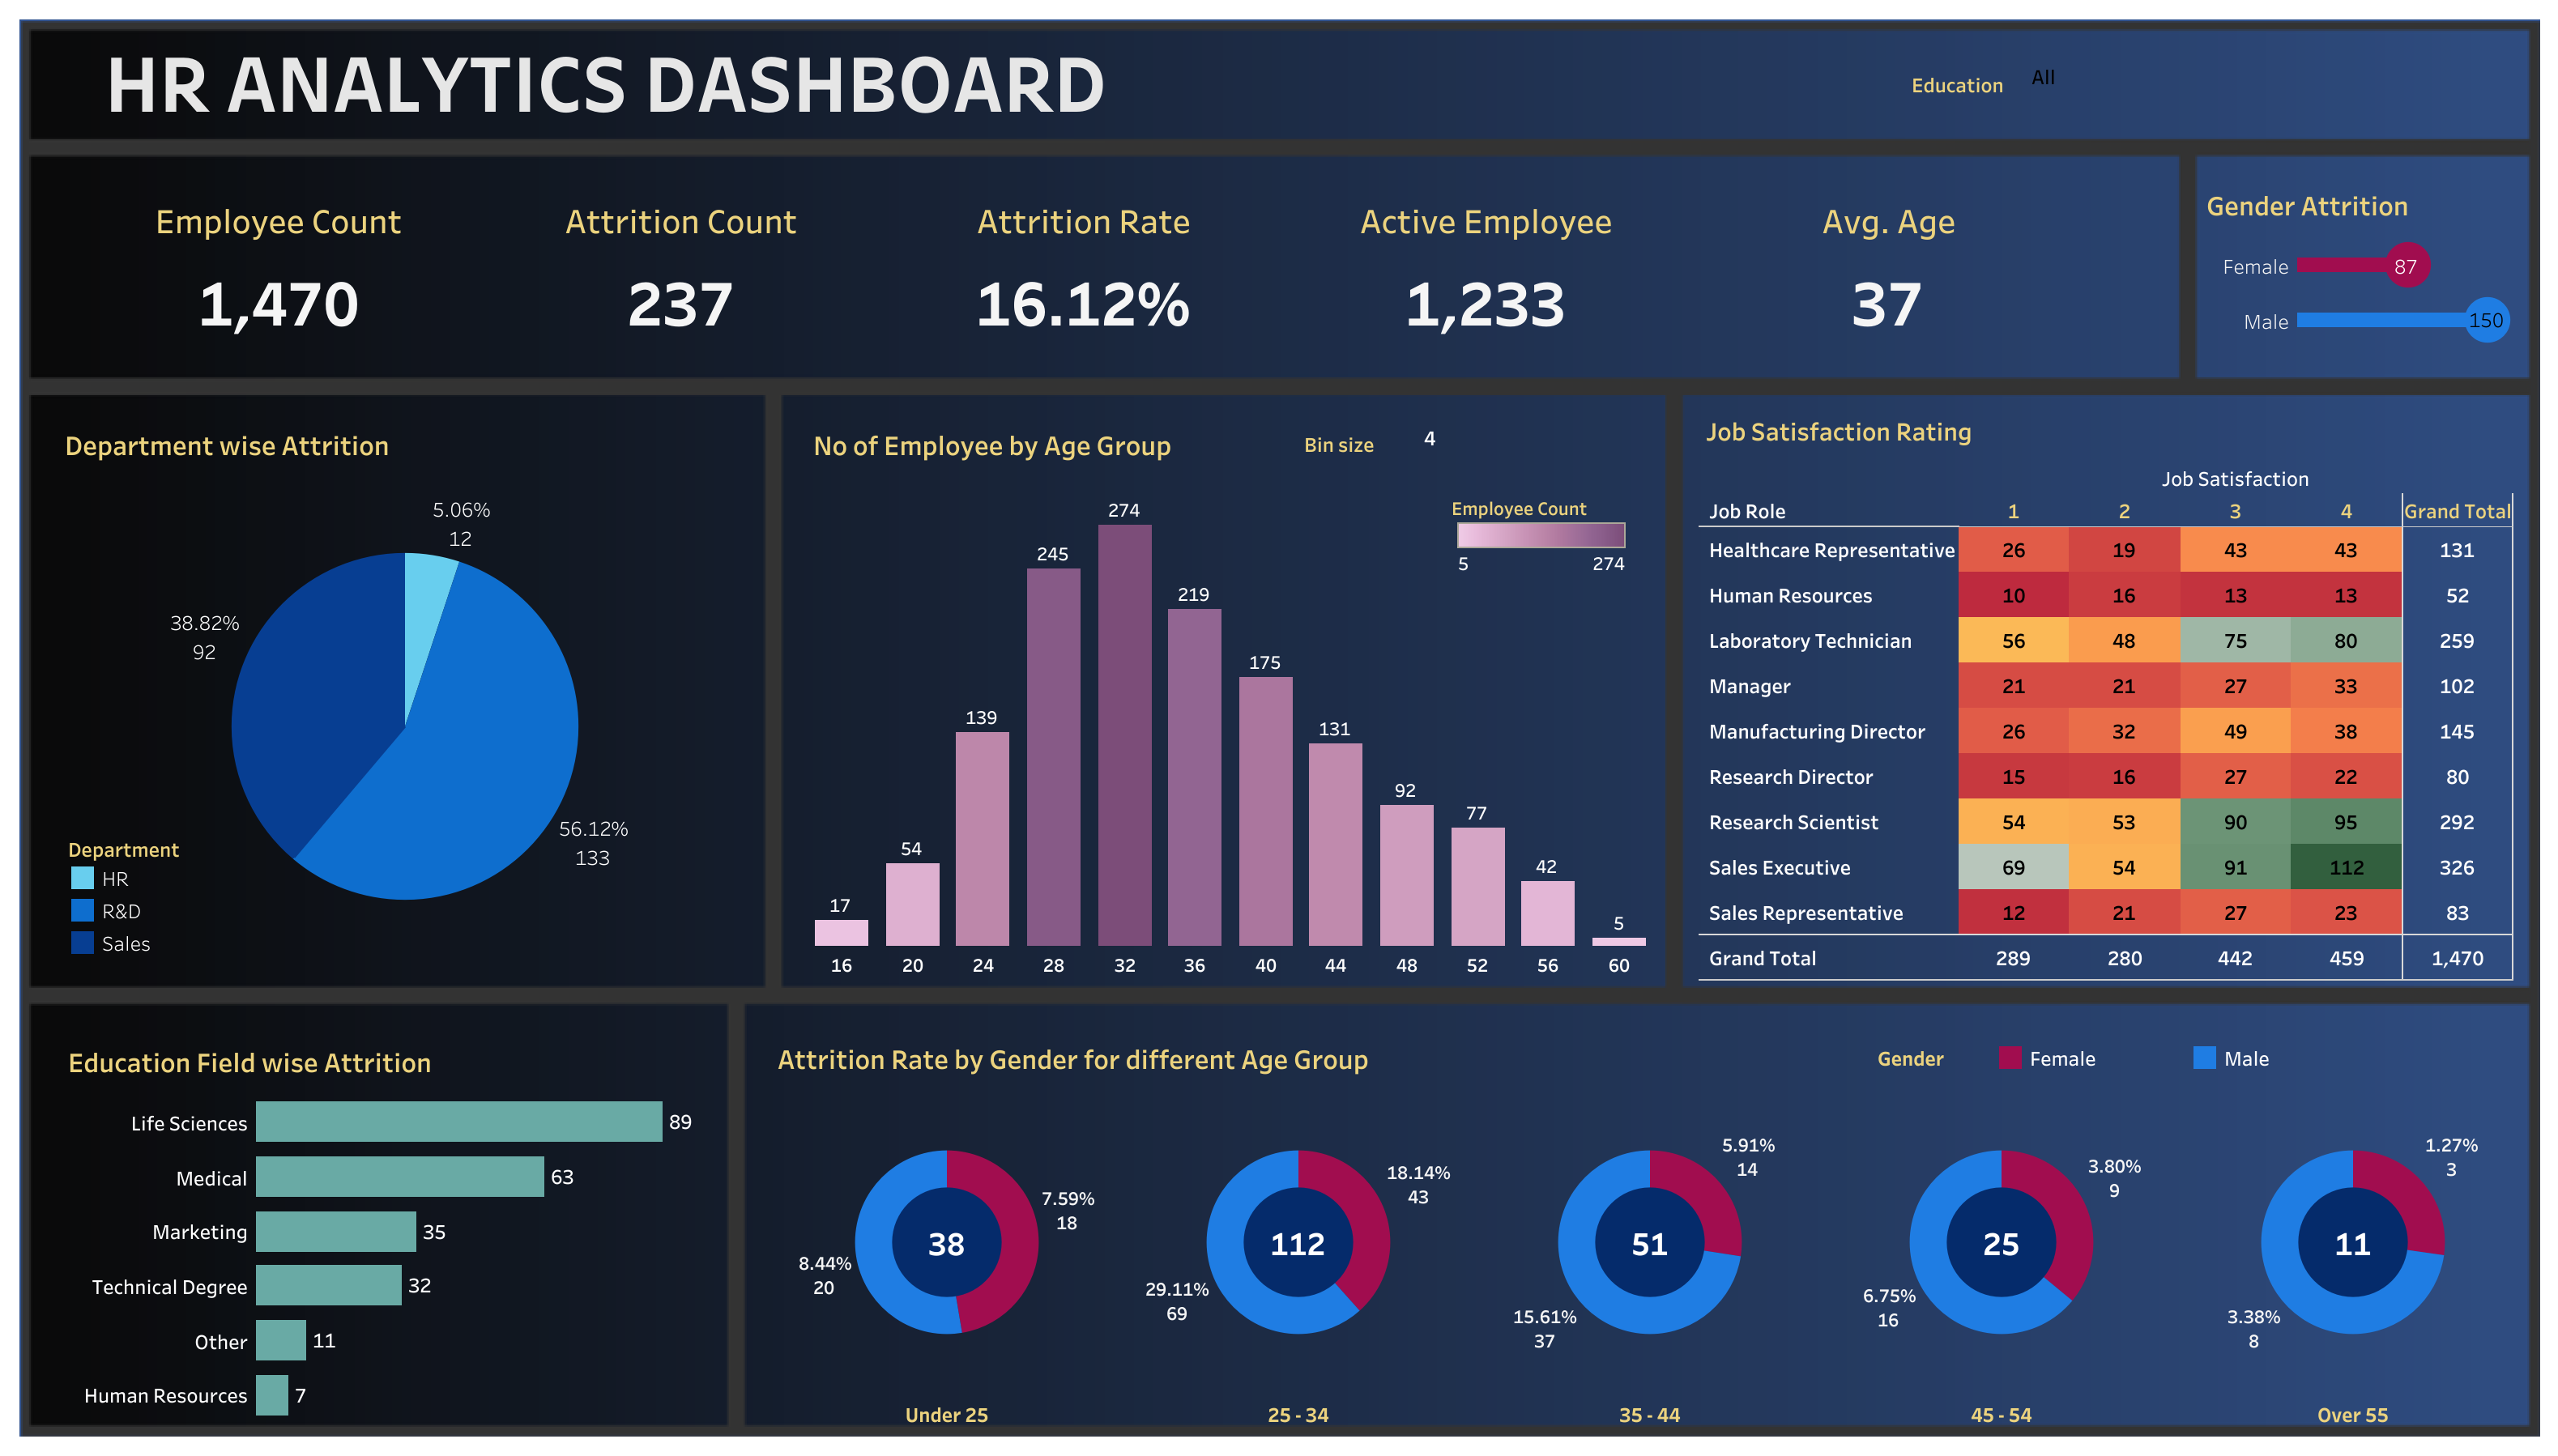 HR ANALYTICS DASHBOARD
Education All
Employee Count
1,470
Attrition Count
237
Attrition Rate
16.12%
Active Employee
1,233
Avg. Age
37
Gender Attrition
Female 87
Male 150
Department wise Attrition
5.06%
12
38.82%
92
56.12%
133
Department
HR
R&D
Sales
No of Employee by Age Group
Bin size 4
Employee Count
5 274
17
54
139
245
274
219
175
131
92
77
42
5
16 20 24 28 32 36 40 44 48 52 56 60
Job Satisfaction Rating
Job Satisfaction
Job Role 1 2 3 4 Grand Total
Healthcare Representative 26 19 43 43 131
Human Resources 10 16 13 13 52
Laboratory Technician 56 48 75 80 259
Manager 21 21 27 33 102
Manufacturing Director 26 32 49 38 145
Research Director 15 16 27 22 80
Research Scientist 54 53 90 95 292
Sales Executive 69 54 91 112 326
Sales Representative 12 21 27 23 83
Grand Total 289 280 442 459 1,470
Education Field wise Attrition
Life Sciences 89
Medical 63
Marketing 35
Technical Degree 32
Other 11
Human Resources 7
Attrition Rate by Gender for different Age Group
Gender Female Male
7.59%
18
38
8.44%
20
Under 25
18.14%
43
112
29.11%
69
25 - 34
5.91%
14
51
15.61%
37
35 - 44
3.80%
9
25
6.75%
16
45 - 54
1.27%
3
11
3.38%
8
Over 55